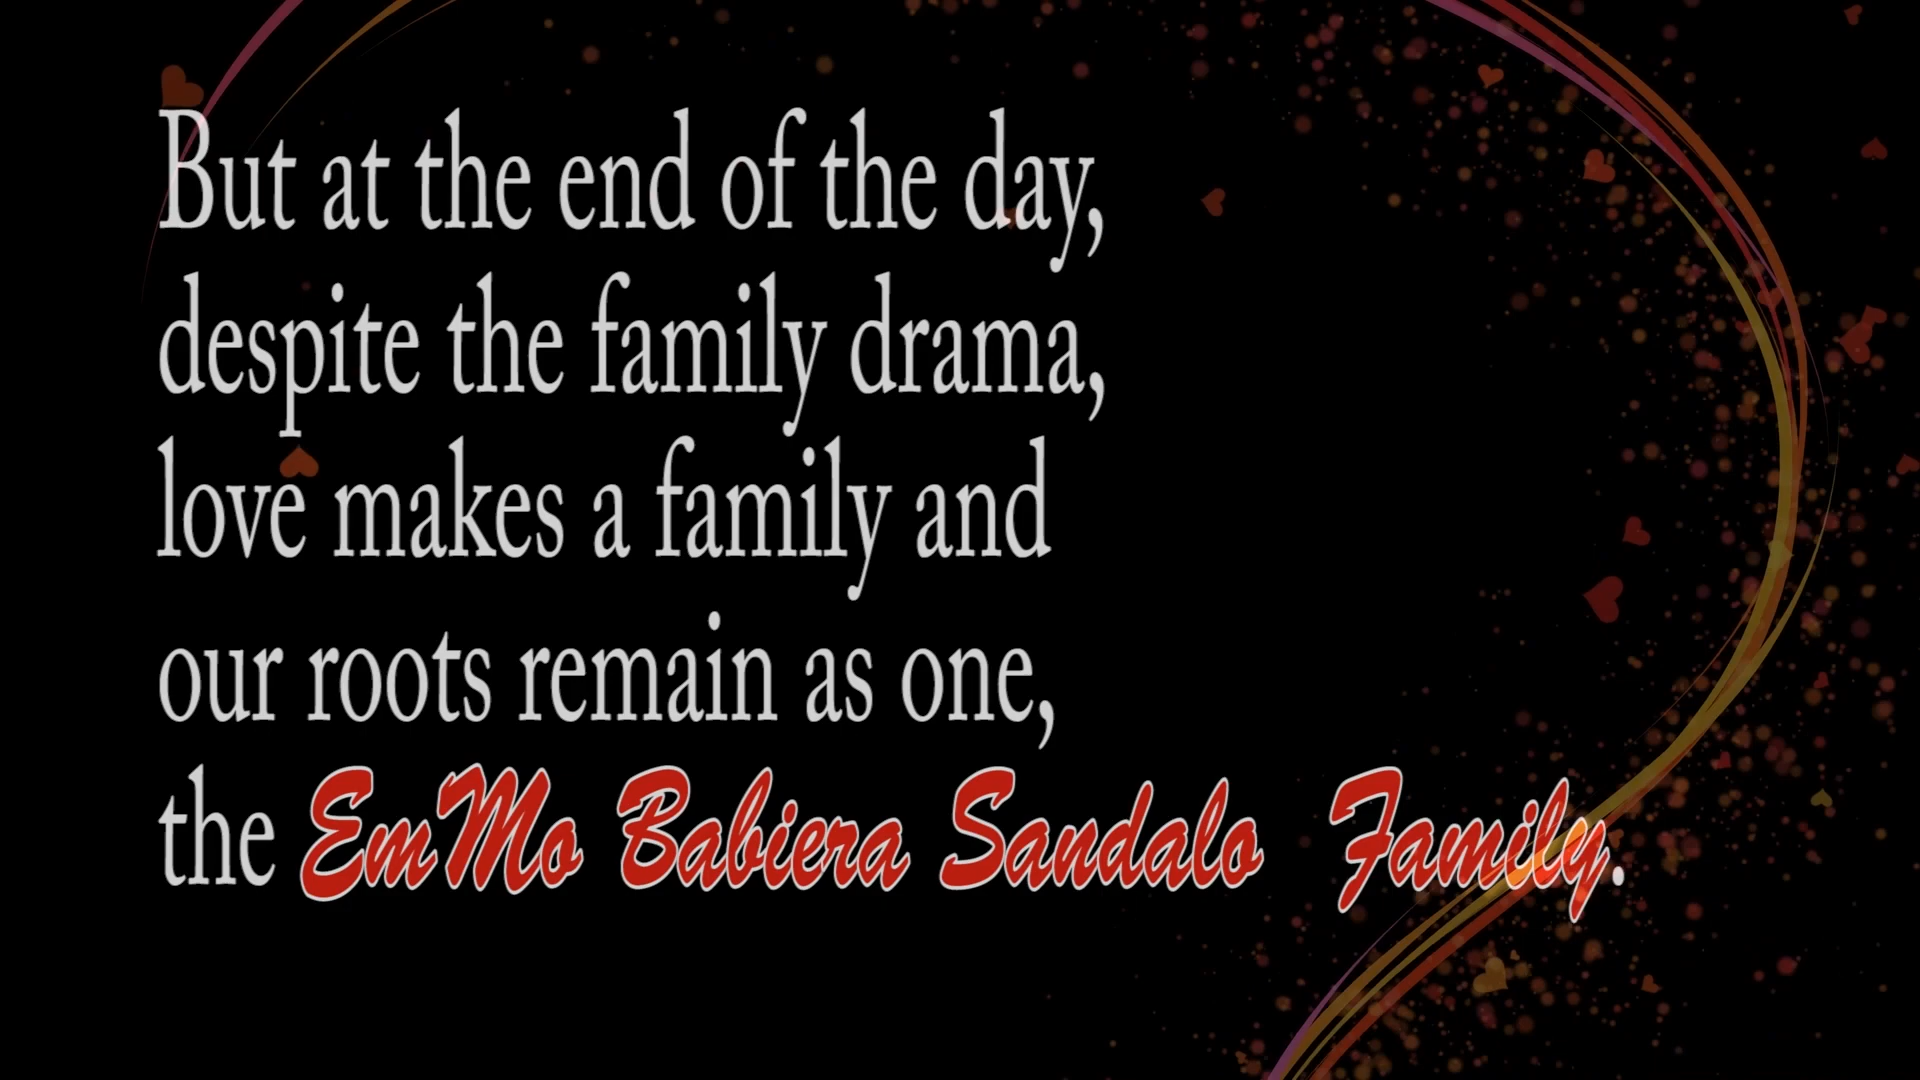 But at the end of the day,
despite the family drama,
love makes a family and
our roots remain as one,
the EmMo Babiera Sandalo Family.